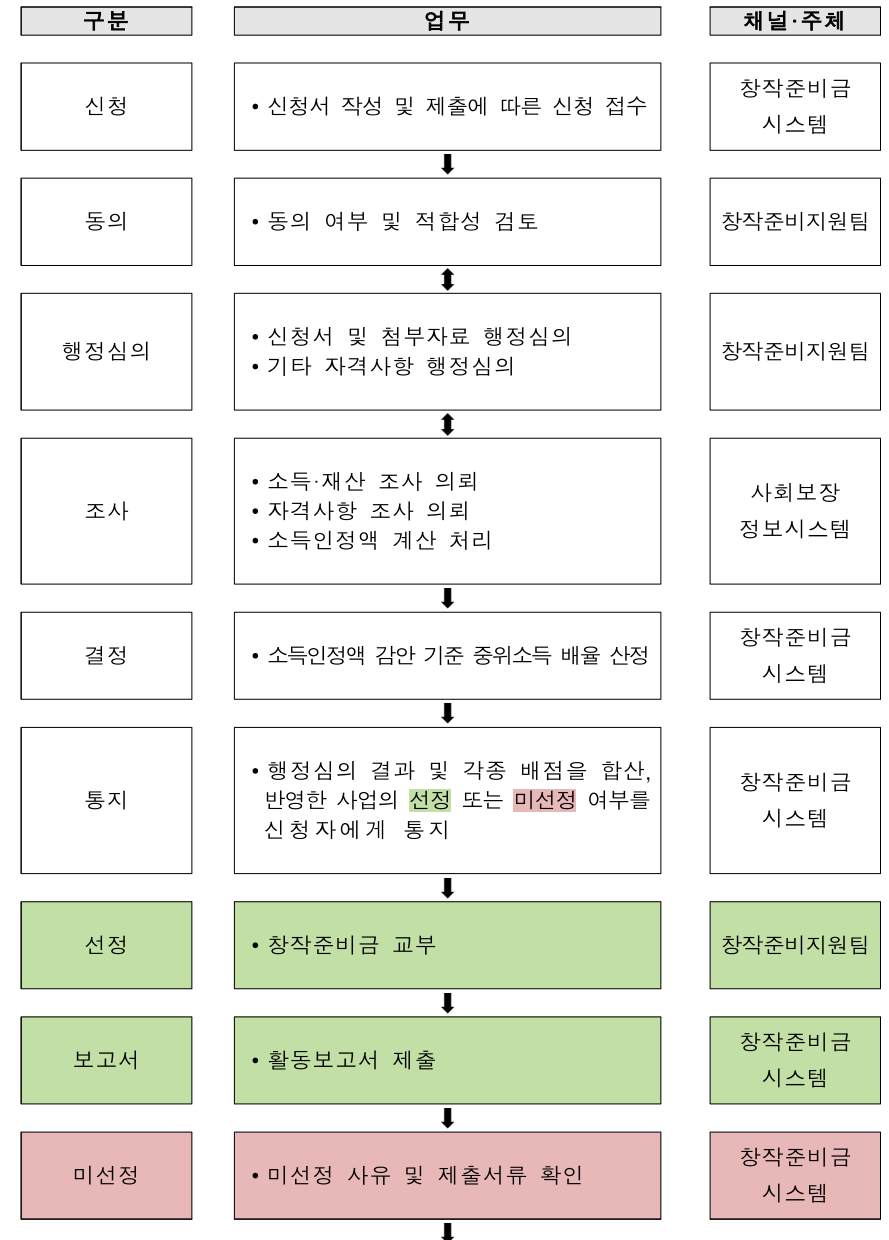 구분 업무 채널·주체
신청 • 신청서 작성 및 제출에 따른 신청 접수 창작준비금
시스템
동의 • 동의 여부 및 적합성 검토 창작준비지원팀
행정심의 • 신청서 및 첨부자료 행정심의 창작준비지원팀
• 기타 자격사항 행정심의
조사 • 소득·재산 조사 의뢰 사회보장
• 자격사항 조사 의뢰 정보시스템
• 소득인정액 계산 처리
결정 • 소득인정액 감안 기준 중위소득 배율 산정 창작준비금
시스템
통지 • 행정심의 결과 및 각종 배점을 합산, 창작준비금
반영한 사업의 선정 또는 미선정 여부를 시스템
신청자에게 통지
선정 • 창작준비금 교부 창작준비지원팀
보고서 • 활동보고서 제출 창작준비금
시스템
미선정 • 미선정 사유 및 제출서류 확인 창작준비금
시스템